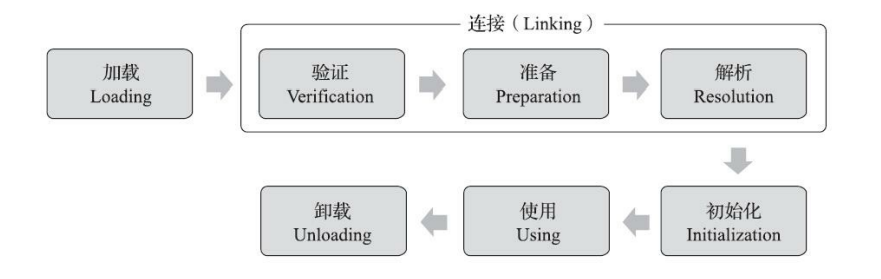 连接（Linking）
加载
Loading
验证
Verification
准备
Preparation
解析
Resolution
初始化
Initialization
使用
Using
卸载
Unloading